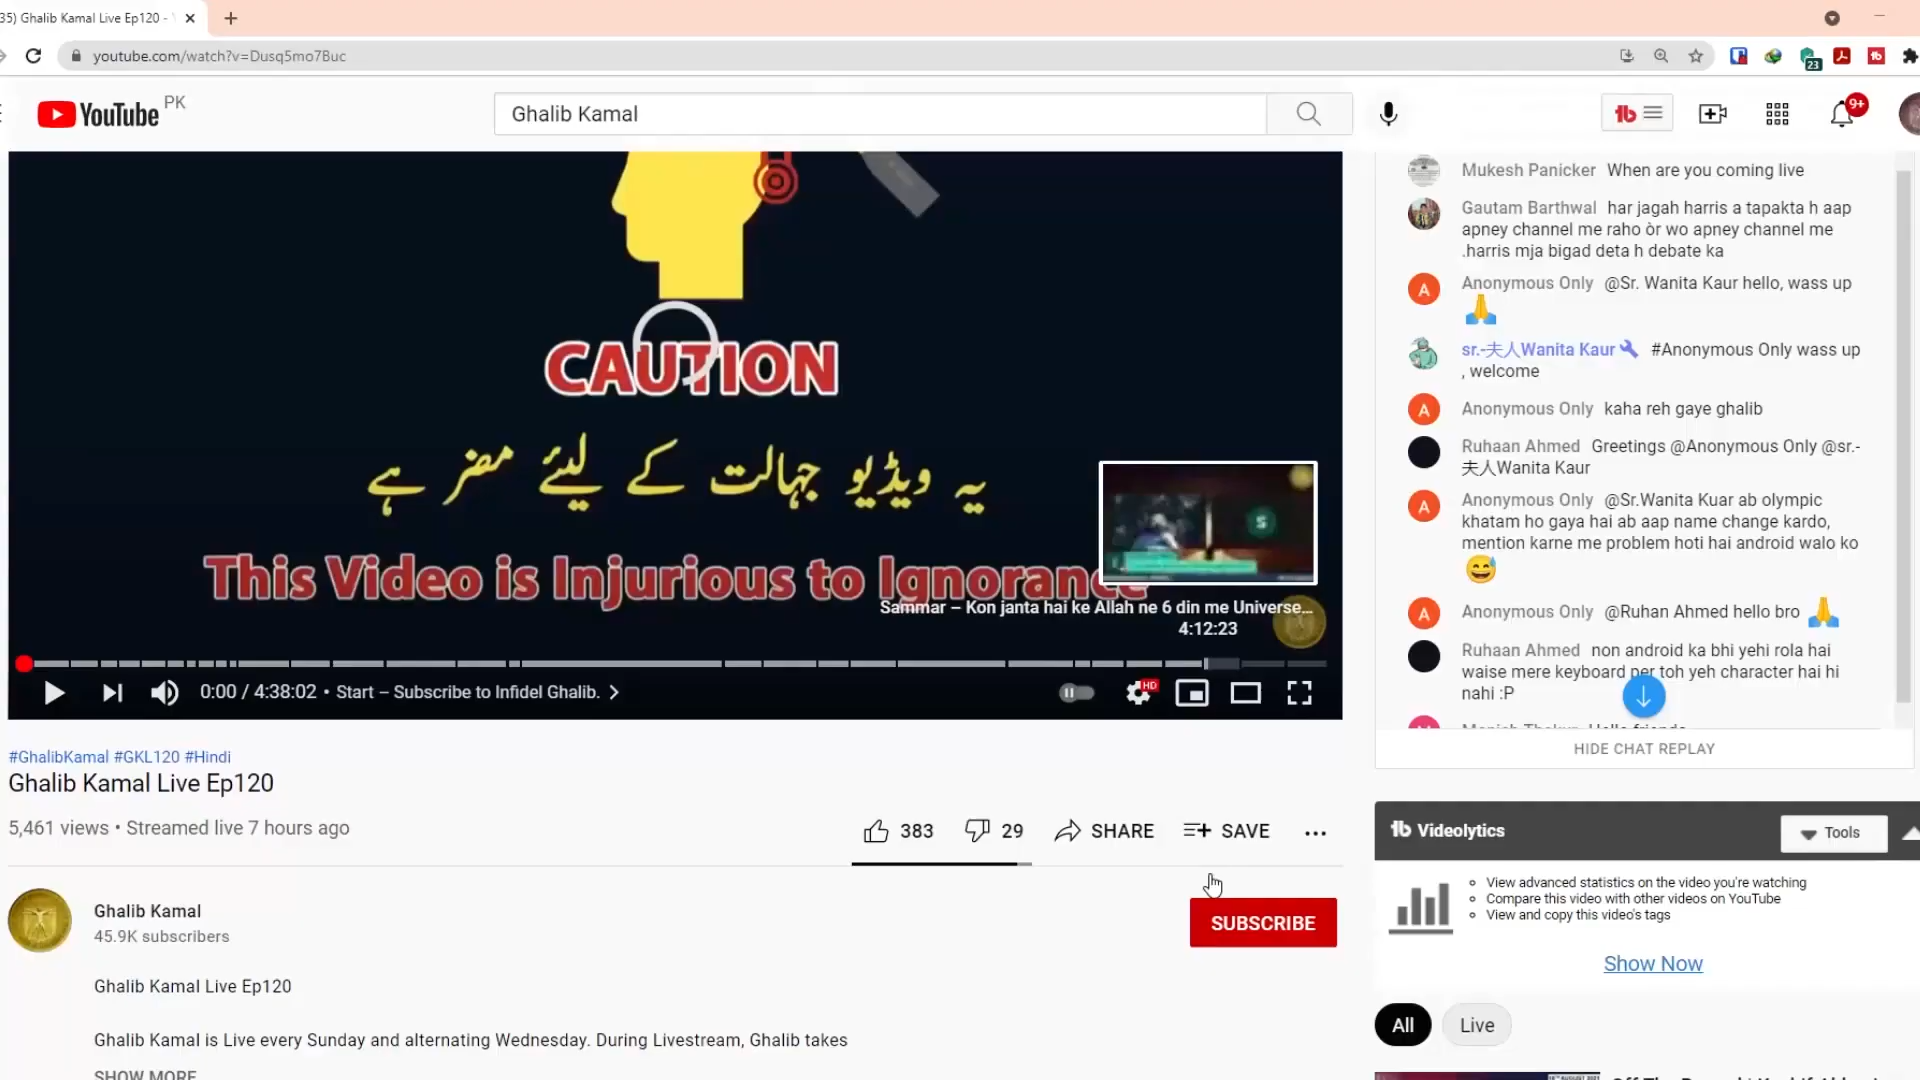 35) Ghalib Kamal Live Ep120 -
youtube.com/watch?v=Dusq5mo7Buc
23
YouTube PK
Ghalib Kamal
9+
CAUTION
یہ ویڈیو جہالت کے لیئے مضر ہے
This Video is Injurious to Ignorance
Sammar – Kon janta hai ke Allah ne 6 din me Universe...
4:12:23
0:00 / 4:38:02 • Start – Subscribe to Infidel Ghalib.
HD
Mukesh Panicker When are you coming live
Gautam Barthwal har jagah harris a tapakta h aap
apney channel me raho òr wo apney channel me
.harris mja bigad deta h debate ka
A Anonymous Only @Sr. Wanita Kaur hello, wass up
🙏
sr.-夫人Wanita Kaur #Anonymous Only wass up
, welcome
A Anonymous Only kaha reh gaye ghalib
Ruhaan Ahmed Greetings @Anonymous Only @sr.-
夫人Wanita Kaur
A Anonymous Only @Sr.Wanita Kuar ab olympic
khatam ho gaya hai ab aap name change kardo,
mention karne me problem hoti hai android walo ko
😅
A Anonymous Only @Ruhan Ahmed hello bro 🙏
Ruhaan Ahmed non android ka bhi yehi rola hai
waise mere keyboard per toh yeh character hai hi
nahi :P
HIDE CHAT REPLAY
#GhalibKamal #GKL120 #Hindi
Ghalib Kamal Live Ep120
5,461 views • Streamed live 7 hours ago
383 29 SHARE SAVE
Ghalib Kamal
45.9K subscribers
SUBSCRIBE
Ghalib Kamal Live Ep120
Ghalib Kamal is Live every Sunday and alternating Wednesday. During Livestream, Ghalib takes
SHOW MORE
Videolytics
Tools
View advanced statistics on the video you're watching
Compare this video with other videos on YouTube
View and copy this video's tags
Show Now
All
Live